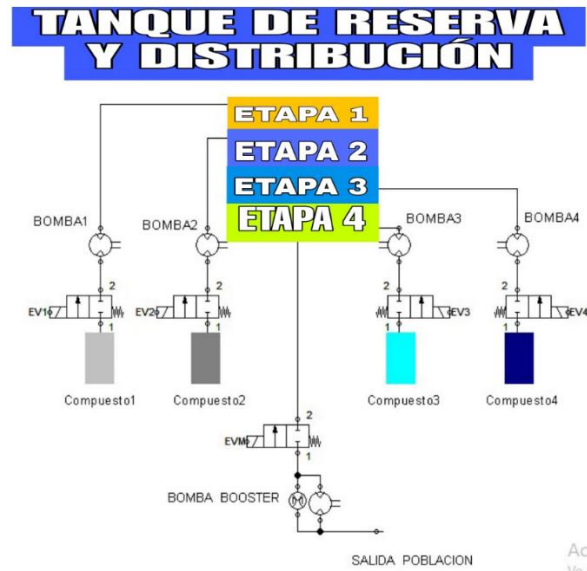 TANQUE DE RESERVA
Y DISTRIBUCIÓN
ETAPA 1
ETAPA 2
ETAPA 3
ETAPA 4
BOMBA1
BOMBA2
BOMBA3
BOMBA4
2
2
2
2
EV1
EV2
EV3
EV4
1
1
1
1
Compuesto1
Compuesto2
Compuesto3
Compuesto4
2
EVM
1
BOMBA BOOSTER
SALIDA POBLACION